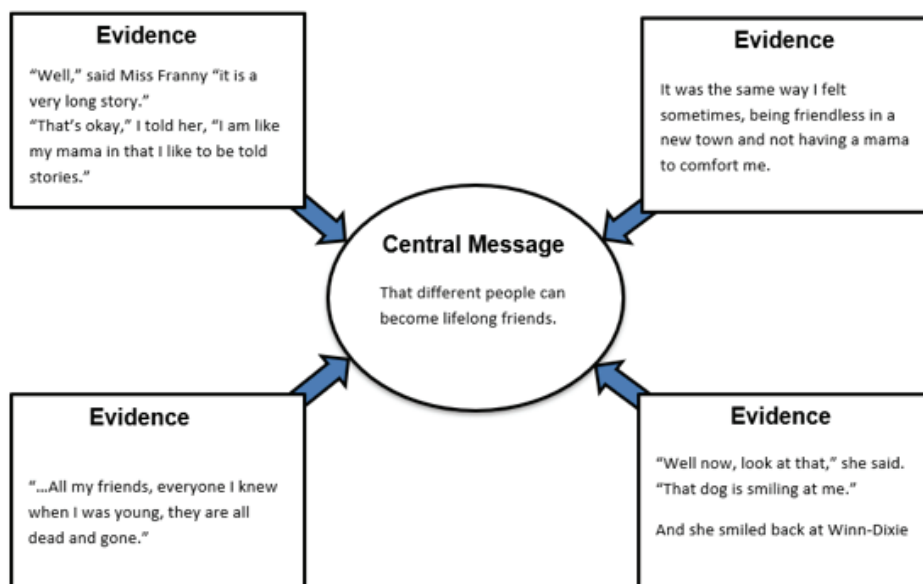 Evidence
“Well,” said Miss Franny “it is a
very long story.”
“That’s okay,” I told her, “I am like
my mama in that I like to be told
stories.”
Evidence
It was the same way I felt
sometimes, being friendless in a
new town and not having a mama
to comfort me.
Central Message
That different people can
become lifelong friends.
Evidence
“…All my friends, everyone I knew
when I was young, they are all
dead and gone.”
Evidence
“Well now, look at that,” she said.
“That dog is smiling at me.”
And she smiled back at Winn-Dixie